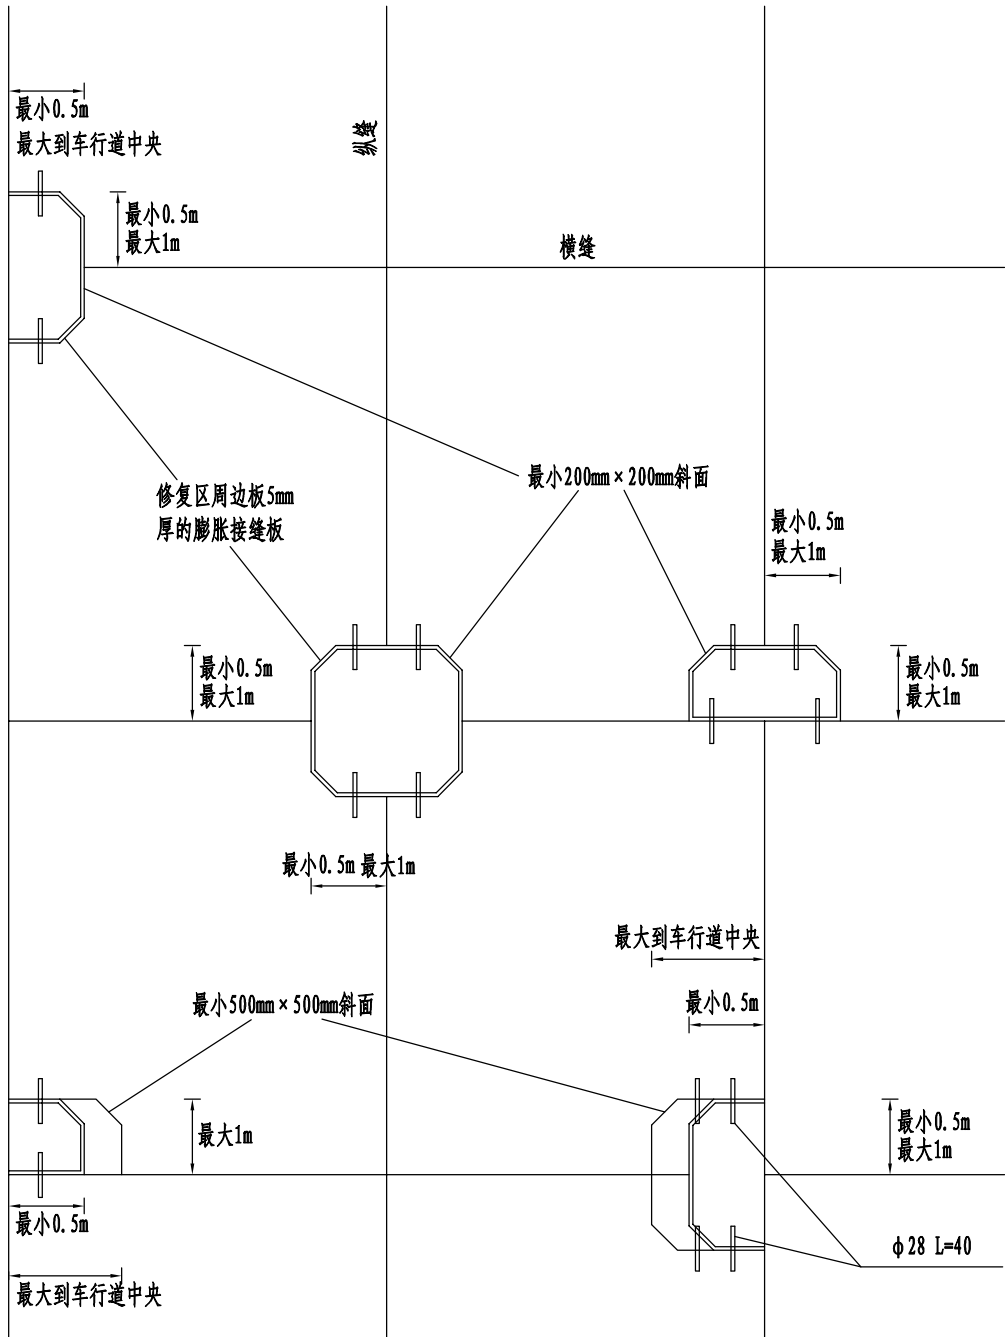 最小0.5m
最大到车行道中央
纵缝
最小0.5m
最大1m
横缝
最小200mm×200mm斜面
修复区周边板5mm
厚的膨胀接缝板
最小0.5m
最大1m
最小0.5m
最大1m
最小0.5m
最大1m
最小0.5m 最大1m
最大到车行道中央
最小500mm×500mm斜面
最小0.5m
最大1m
最小0.5m
最大1m
最小0.5m
ф28 L=40
最大到车行道中央